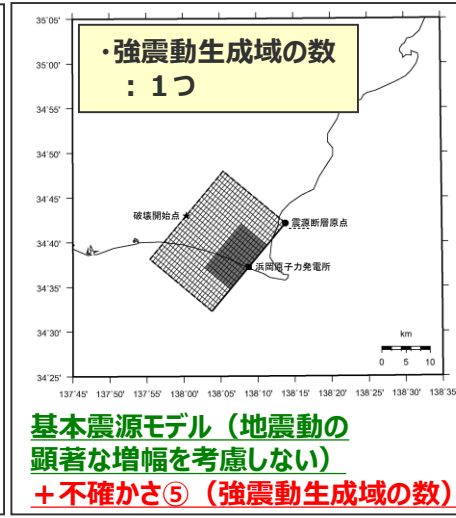 ・強震動生成域の数
：1つ
35˚05'
35˚00'
34˚55'
34˚50'
34˚45'
34˚40'
34˚35'
34˚30'
34˚25'
破壊開始点
震源断層原点
浜岡原子力発電所
km
0 5 10
137˚45' 137˚50' 137˚55' 138˚00' 138˚05' 138˚10' 138˚15' 138˚20' 138˚25' 138˚30' 138˚35'
基本震源モデル（地震動の
顕著な増幅を考慮しない）
＋不確かさ⑤（強震動生成域の数）